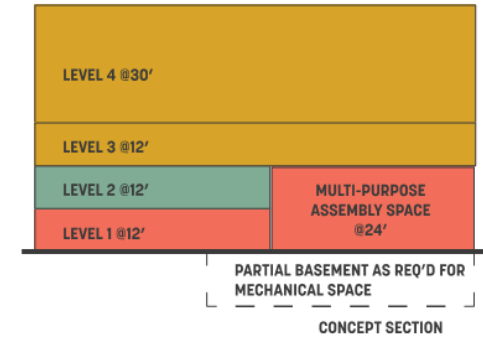 LEVEL 4 @30′
LEVEL 3 @12′
LEVEL 2 @12′
LEVEL 1 @12′
MULTI-PURPOSE
ASSEMBLY SPACE
@24′
PARTIAL BASEMENT AS REQ’D FOR
MECHANICAL SPACE
CONCEPT SECTION